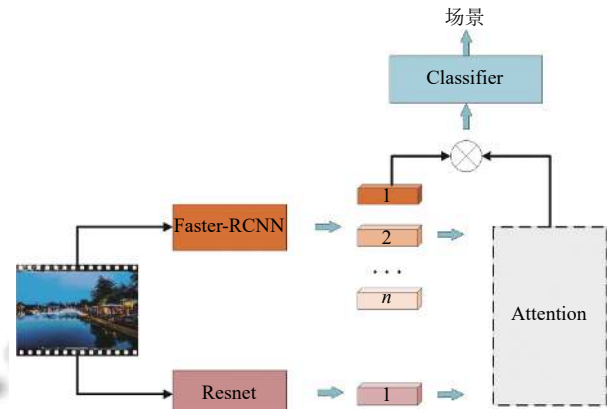 场景
Classifier
1
Faster-RCNN
2
...
n
Attention
Resnet
1